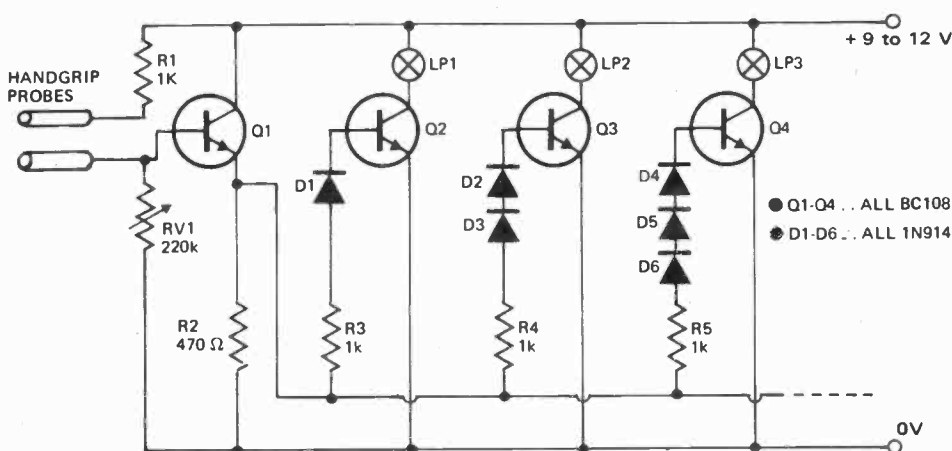 + 9 to 12 V
R1
1K
HANDGRIP
PROBES
LP1
LP2
LP3
Q1
Q2
Q3
Q4
D1
D2
D3
D4
D5
D6
RV1
220k
Q1-Q4 . . ALL BC108
D1-D6 . . ALL 1N914
R2
470 Ω
R3
1k
R4
1k
R5
1k
0V